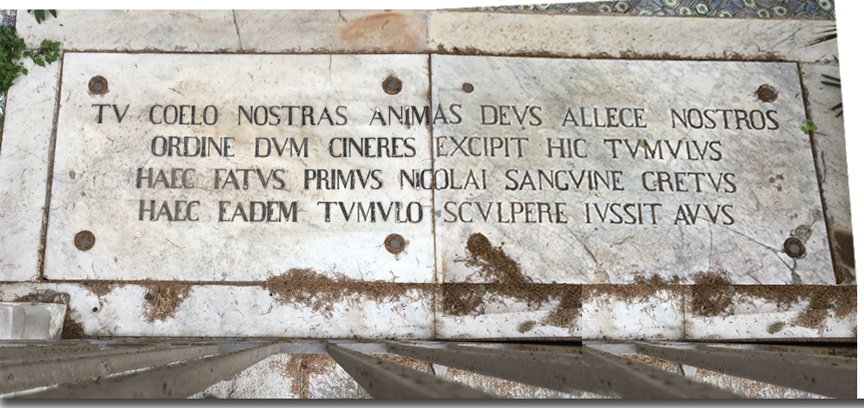 TV COELO NOSTRAS ANIMAS DEVS ALLECE NOSTROS
ORDINE DVM CINERES EXCIPIT HIC TVMVLVS
HAEC FATVS PRIMVS NICOLAI SANGVINE CRETVS
HAEC EADEM TVMVLO SCVLPERE IVSSIT AVVS